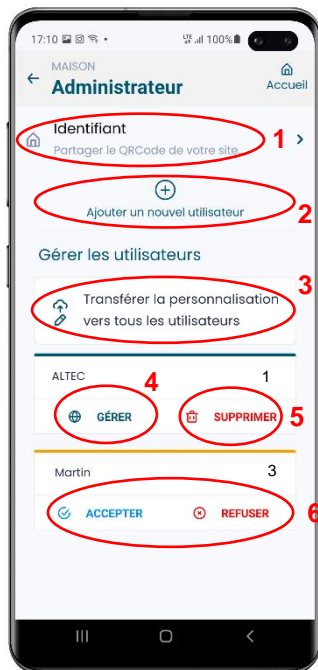 17:10 LTE 100%
MAISON
Administrateur
Accueil
Identifiant
Partager le QRCode de votre site
1
Ajouter un nouvel utilisateur
2
Gérer les utilisateurs
3
Transférer la personnalisation
vers tous les utilisateurs
ALTEC 1
4
GÉRER SUPPRIMER 5
Martin 3
ACCEPTER REFUSER 6